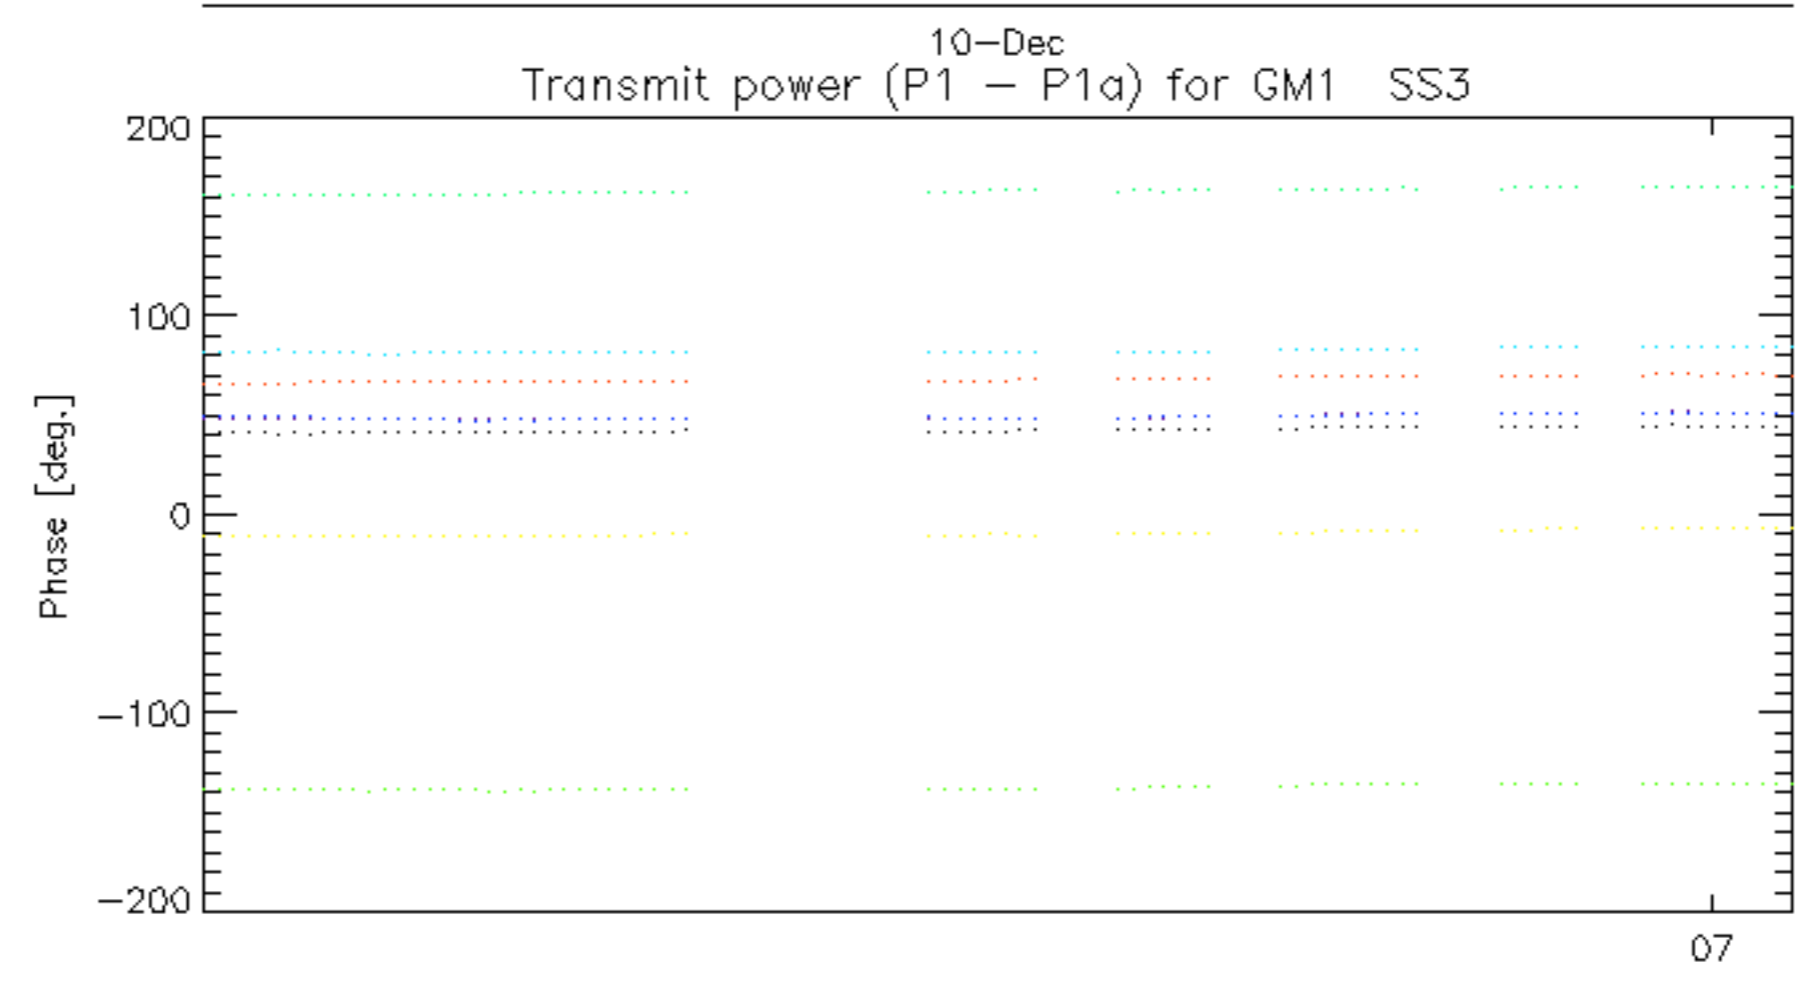 10-Dec
Transmit power (P1 - P1a) for GM1 SS3
200
100
0
-100
-200
Phase [deg.]
07